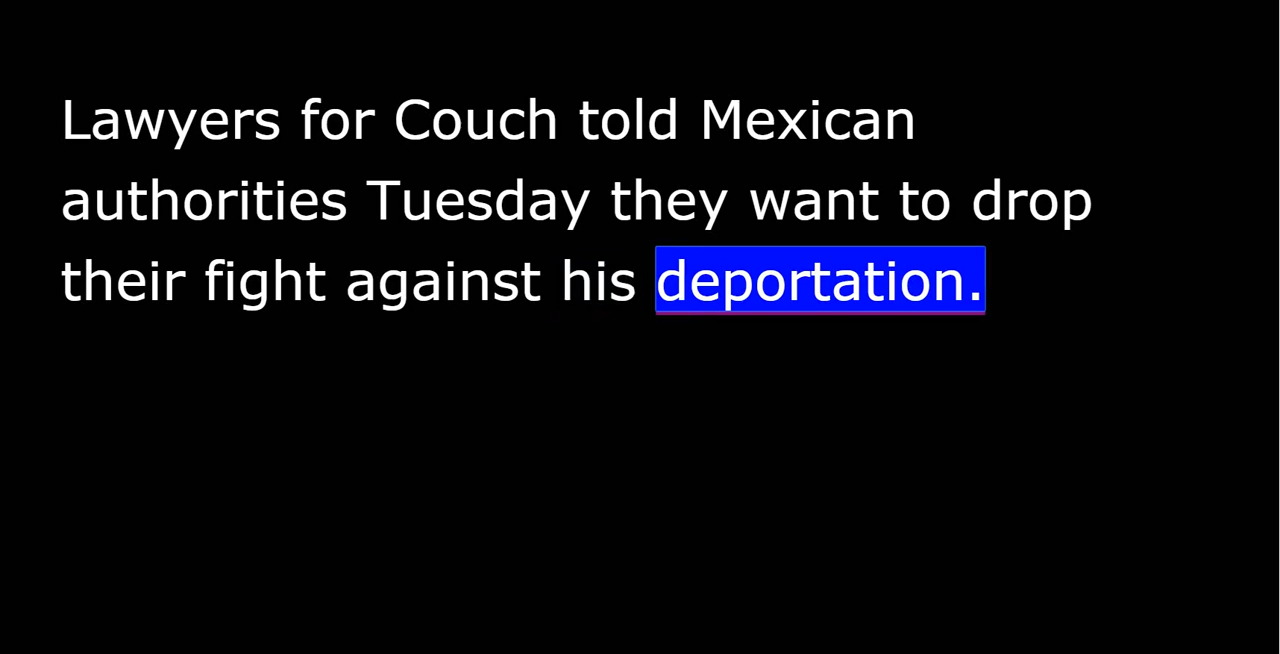 Lawyers for Couch told Mexican
authorities Tuesday they want to drop
their fight against his deportation.